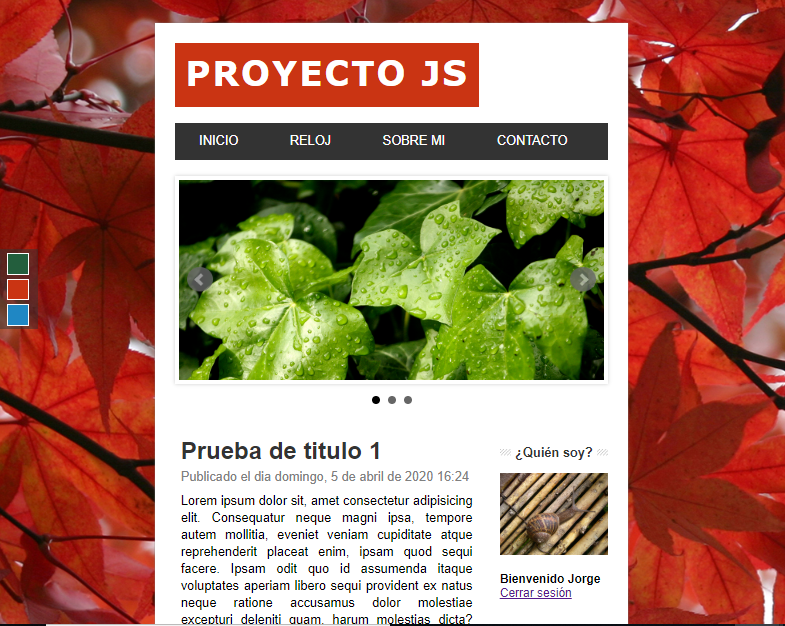 PROYECTO JS
INICIO RELOJ SOBRE MI CONTACTO
Prueba de titulo 1
Publicado el dia domingo, 5 de abril de 2020 16:24
Lorem ipsum dolor sit, amet consectetur adipisicing
elit. Consequatur neque magni ipsa, tempore
autem mollitia, eveniet veniam cupiditate atque
reprehenderit placeat enim, ipsam quod sequi
facere. Ipsam odit quo id assumenda itaque
voluptates aperiam libero sequi provident ex natus
neque ratione accusamus dolor molestiae
excepturi deleniti quam, harum molestias dicta?
¿Quién soy?
Bienvenido Jorge
Cerrar sesión